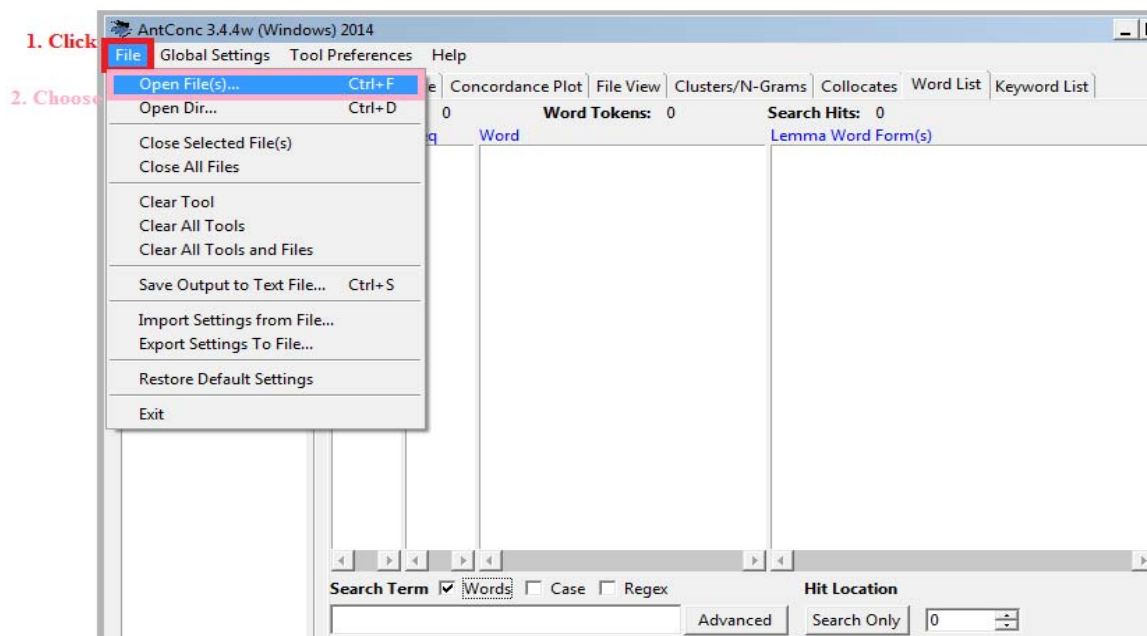 AntConc 3.4.4w (Windows) 2014
1. Click
File Global Settings Tool Preferences Help
2. Choose
Open File(s)... Ctrl+F
e Concordance Plot File View Clusters/N-Grams Collocates Word List Keyword List
Open Dir... Ctrl+D
0 Word Tokens: 0 Search Hits: 0
eq Word Lemma Word Form(s)
Close Selected File(s)
Close All Files
Clear Tool
Clear All Tools
Clear All Tools and Files
Save Output to Text File... Ctrl+S
Import Settings from File...
Export Settings To File...
Restore Default Settings
Exit
Search Term Words Case Regex Hit Location
Advanced Search Only 0